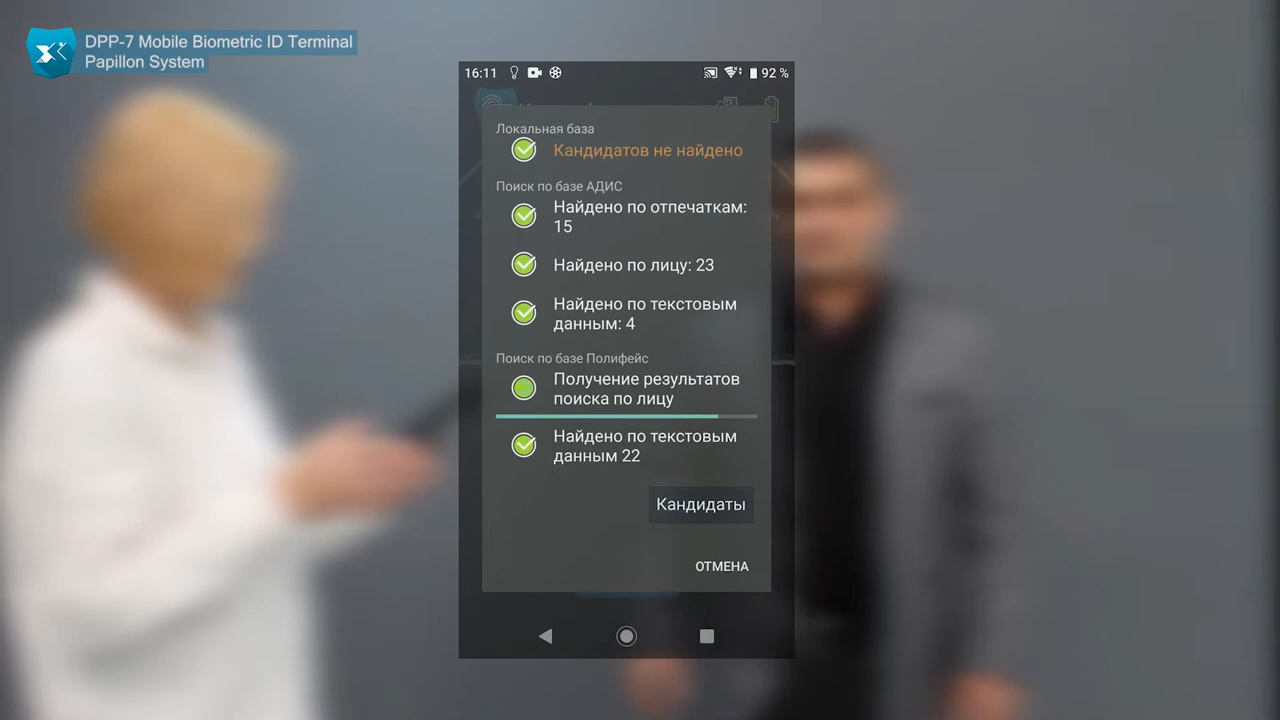 DPP-7 Mobile Biometric ID Terminal
Papillon System
16:11
92 %
Локальная база
Кандидатов не найдено
Поиск по базе АДИС
Найдено по отпечаткам:
15
Найдено по лицу: 23
Найдено по текстовым
данным: 4
Поиск по базе Полифейс
Получение результатов
поиска по лицу
Найдено по текстовым
данным 22
Кандидаты
ОТМЕНА